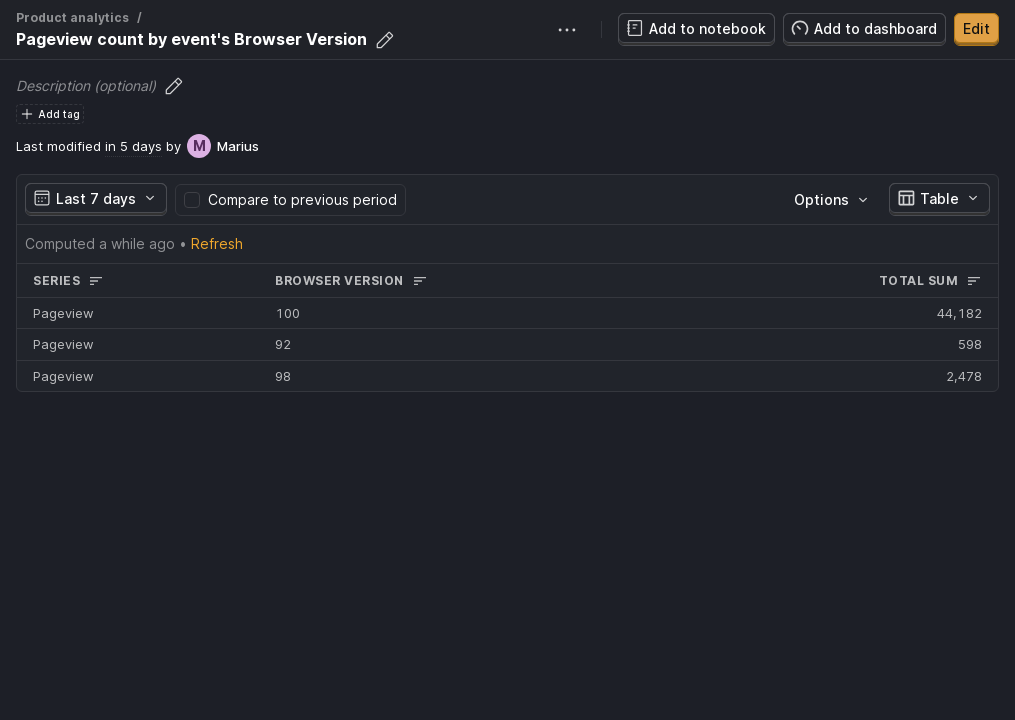 Product analytics /
Pageview count by event's Browser Version
Add to notebook
Add to dashboard
Edit
Description (optional)
Add tag
Last modified in 5 days by M Marius
Last 7 days
Compare to previous period
Options
Table
Computed a while ago • Refresh
SERIES BROWSER VERSION TOTAL SUM
Pageview 100 44,182
Pageview 92 598
Pageview 98 2,478